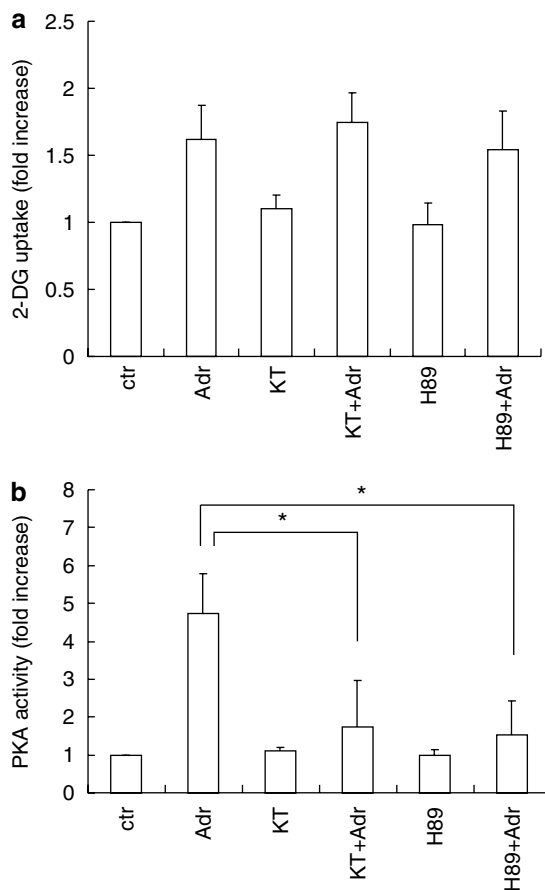 a
2-DG uptake (fold increase)
2.5
2
1.5
1
0.5
0
ctr
Adr
KT
KT+Adr
H89
H89+Adr
b
PKA activity (fold increase)
8
7
6
5
4
3
2
1
0
*
*
ctr
Adr
KT
KT+Adr
H89
H89+Adr